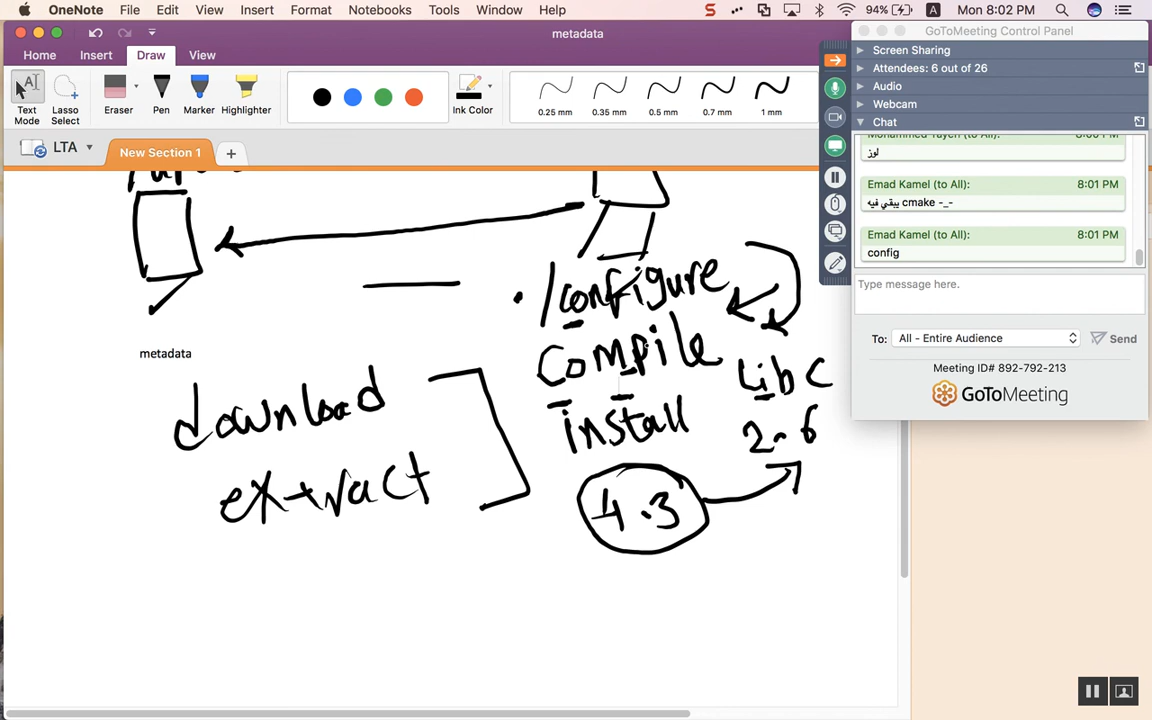 OneNote File Edit View Insert Format Notebooks Tools Window Help 94% A Mon 8:02 PM
metadata
Home Insert Draw View
Text Mode
Lasso Select
Eraser
Pen
Marker
Highlighter
Ink Color
0.25 mm 0.35 mm 0.5 mm 0.7 mm 1 mm
LTA New Section 1 +
metadata
download
extract
./configure
Compile
install
LibC
2.6
4.3
GoToMeeting Control Panel
Screen Sharing
Attendees: 6 out of 26
Audio
Webcam
Chat
لوز
Emad Kamel (to All): 8:01 PM
يبقي فيه cmake -_-
Emad Kamel (to All): 8:01 PM
config
Type message here.
To: All - Entire Audience Send
Meeting ID# 892-792-213
GoToMeeting